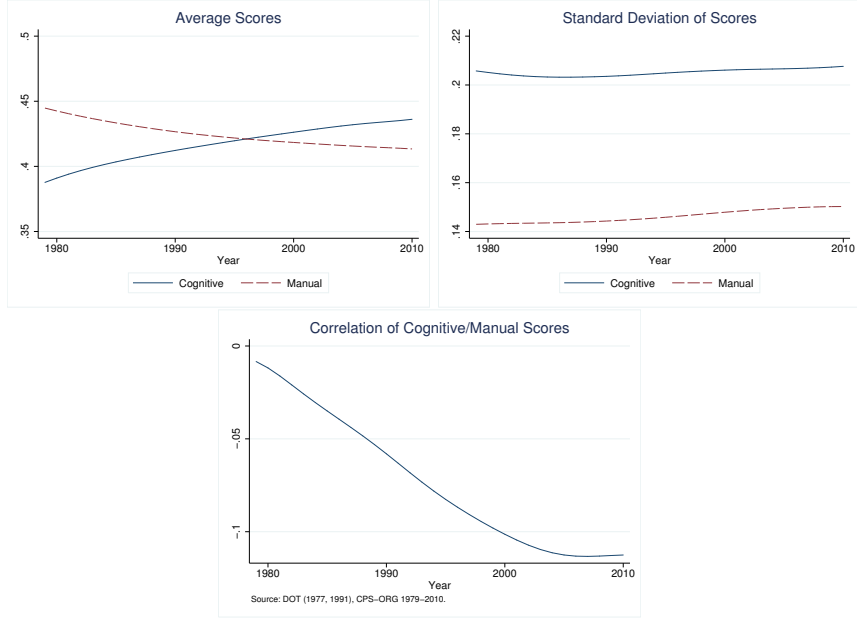 Average Scores
.5
.45
.4
.35
1980 1990 2000 2010
Year
Cognitive Manual
Standard Deviation of Scores
.22
.2
.18
.16
.14
1980 1990 2000 2010
Year
Cognitive Manual
Correlation of Cognitive/Manual Scores
0
−.05
−.1
1980 1990 2000 2010
Year
Source: DOT (1977, 1991), CPS−ORG 1979−2010.